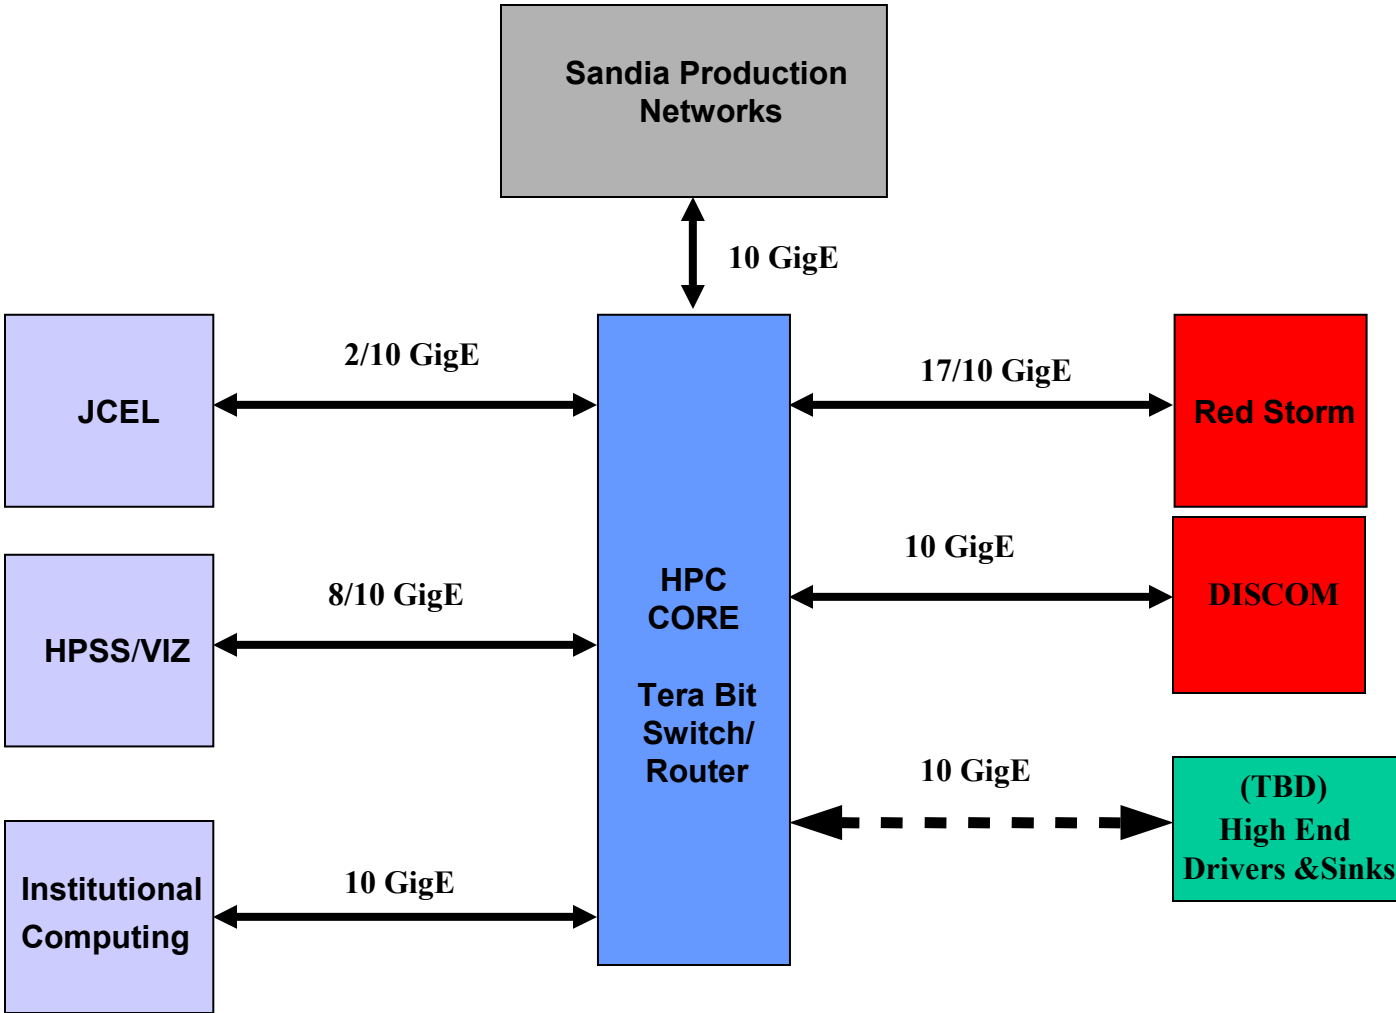 Sandia Production
Networks
10 GigE
2/10 GigE
17/10 GigE
JCEL
Red Storm
10 GigE
HPC
CORE
DISCOM
8/10 GigE
HPSS/VIZ
Tera Bit
Switch/
Router
10 GigE
(TBD)
High End
Drivers &Sinks
10 GigE
Institutional
Computing